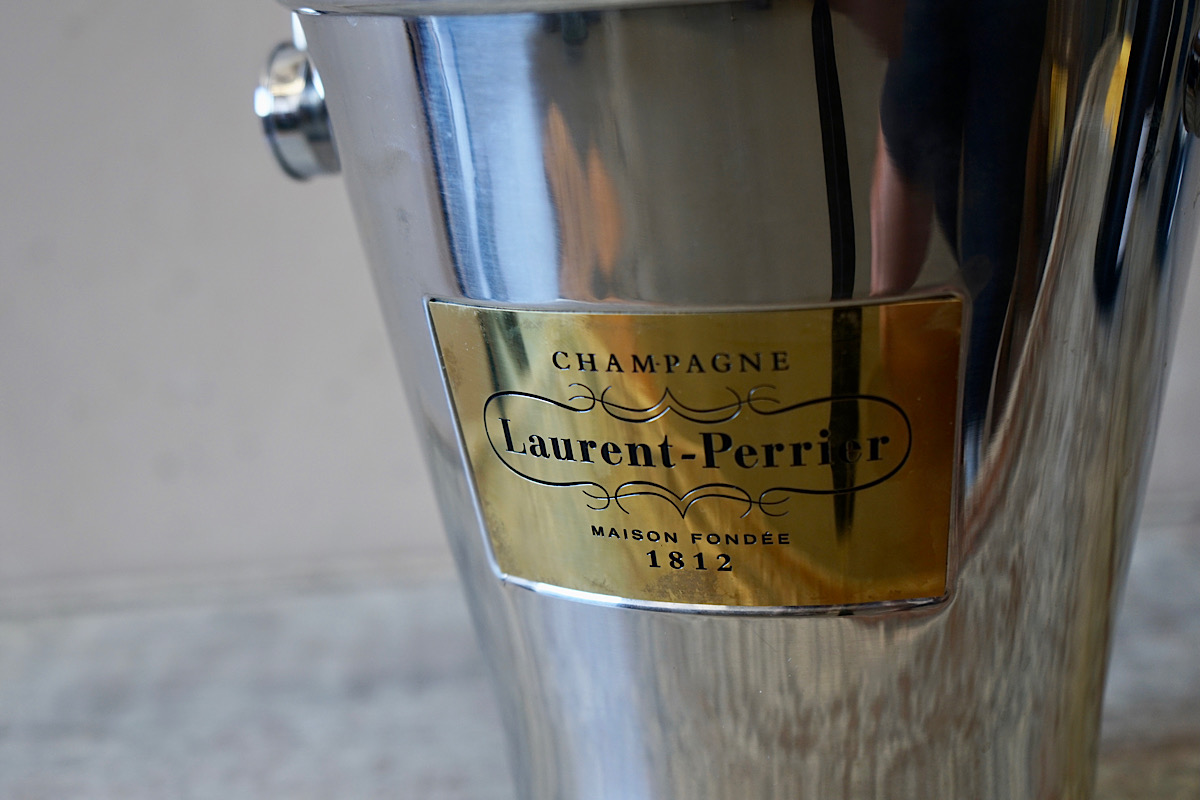 CHAMPAGNE
Laurent-Perrier
MAISON FONDÉE
1812